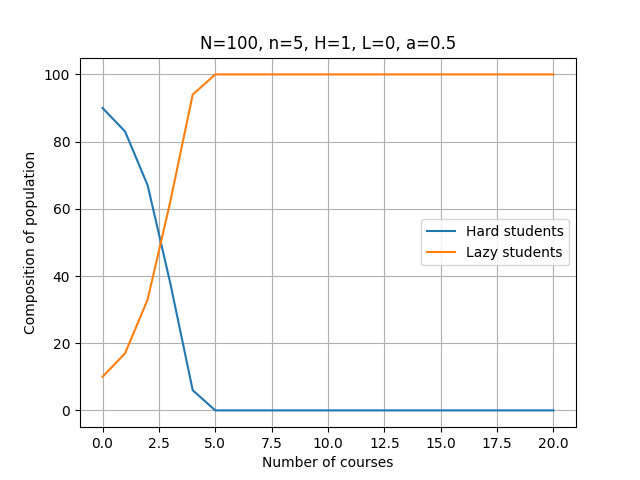 N=100, n=5, H=1, L=0, a=0.5
Composition of population
100
80
60
40
20
0
Hard students
Lazy students
0.0 2.5 5.0 7.5 10.0 12.5 15.0 17.5 20.0
Number of courses